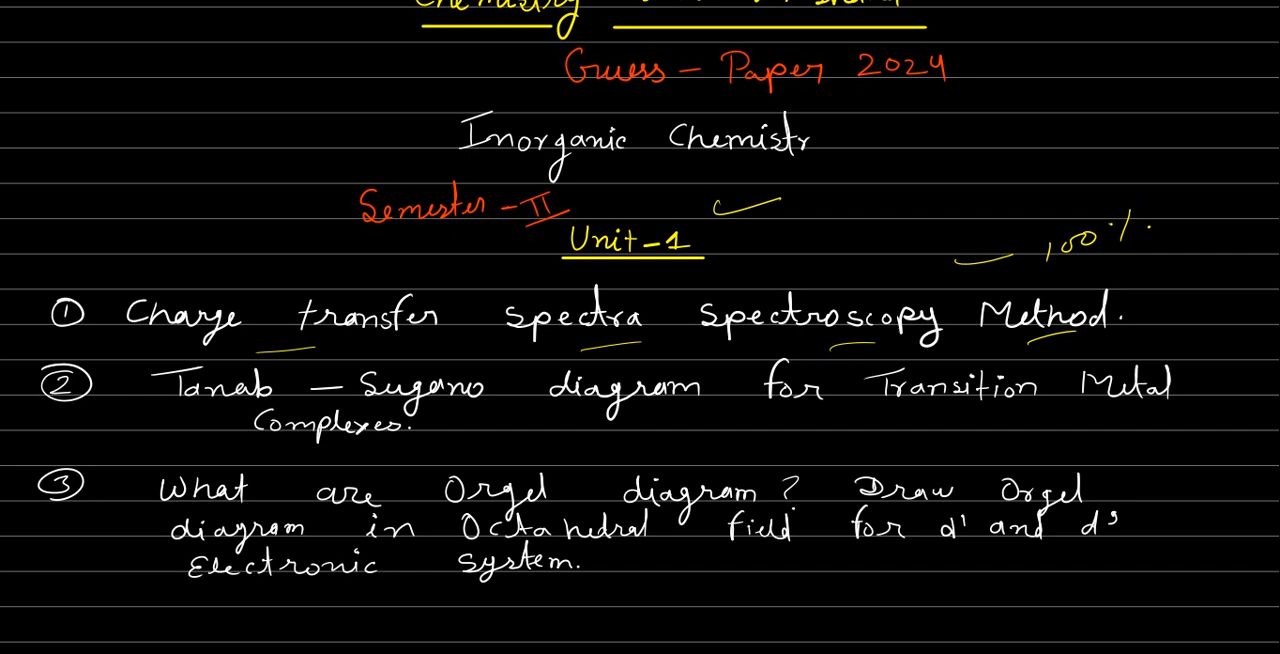 Chemistry
Guess - Paper 2024
Inorganic Chemistr
Semester - II
Unit-1
100%
① Charge transfer spectra spectroscopy Method.
② Tanab - Sugano diagram for Transition Metal
Complexes.
③ What are Orgel diagram? Draw Orgel
diagram in Octahedral field for d¹ and d³
Electronic system.